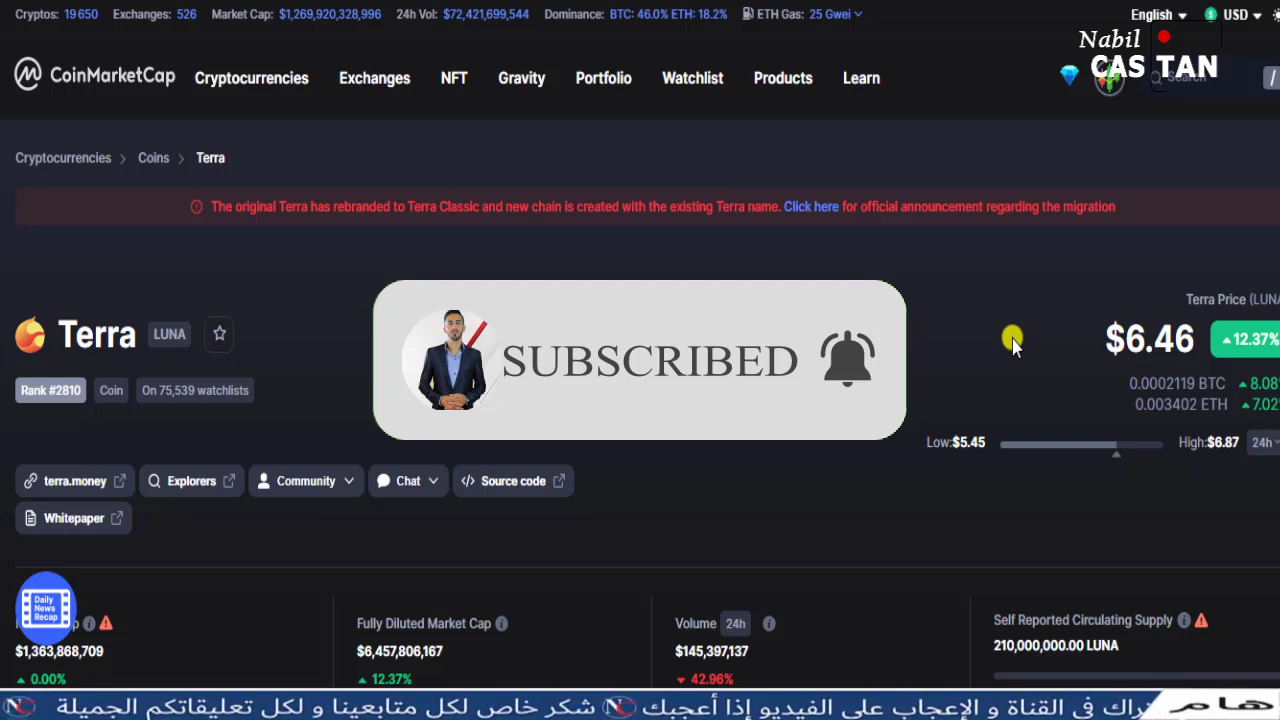 Cryptos: 19 650 Exchanges: 526 Market Cap: $1,269,920,328,996 24h Vol: $72,421,699,544 Dominance: BTC: 46.0% ETH: 18.2% ETH Gas: 25 Gwei English USD
Nabil
CASTAN
CoinMarketCap Cryptocurrencies Exchanges NFT Gravity Portfolio Watchlist Products Learn Search /
Cryptocurrencies > Coins > Terra
The original Terra has rebranded to Terra Classic and new chain is created with the existing Terra name. Click here for official announcement regarding the migration
Terra Price (LUNA
Terra LUNA
$6.46 12.37%
SUBSCRIBED
Rank #2810 Coin On 75,539 watchlists
0.0002119 BTC 8.08
0.003402 ETH 7.02
Low:$5.45 High:$6.87 24h
terra.money Explorers Community Chat Source code
Whitepaper
Daily
News
Recap
Fully Diluted Market Cap Volume 24h Self Reported Circulating Supply
$1,363,868,709 $6,457,806,167 $145,397,137 210,000,000.00 LUNA
0.00% 12.37% 42.96%
هام
في القناة و الإعجاب على الفيديو إذا أعجبك شكر خاص لكل متابعينا و لكل تعليقاتكم الجميلة